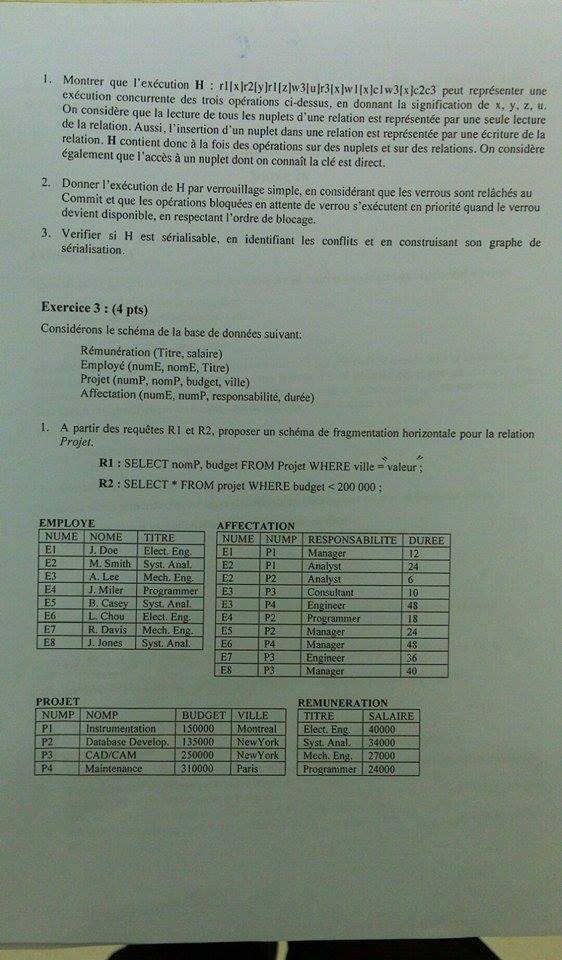 1. Montrer que l'exécution H : r1[x]r2[y]r1[z]w3[u]r3[x]w1[x]c1w3[x]c2c3 peut représenter une
exécution concurrente des trois opérations ci-dessus, en donnant la signification de x, y, z, u.
On considère que la lecture de tous les nuplets d'une relation est représentée par une seule lecture
de la relation. Aussi, l'insertion d'un nuplet dans une relation est représentée par une écriture de la
relation. H contient donc à la fois des opérations sur des nuplets et sur des relations. On considère
également que l'accès à un nuplet dont on connaît la clé est direct.
2. Donner l'exécution de H par verrouillage simple, en considérant que les verrous sont relâchés au
Commit et que les opérations bloquées en attente de verrou s'exécutent en priorité quand le verrou
devient disponible, en respectant l'ordre de blocage.
3. Verifier si H est sérialisable, en identifiant les conflits et en construisant son graphe de
sérialisation.
Exercice 3 : (4 pts)
Considérons le schéma de la base de données suivant:
Rémunération (Titre, salaire)
Employé (numE, nomE, Titre)
Projet (numP, nomP, budget, ville)
Affectation (numE, numP, responsabilité, durée)
1. A partir des requêtes R1 et R2, proposer un schéma de fragmentation horizontale pour la relation
Projet.
R1 : SELECT nomP, budget FROM Projet WHERE ville = "valeur" ;
R2 : SELECT * FROM projet WHERE budget < 200 000 ;
EMPLOYE
NUME NOME TITRE
E1 J. Doe Elect. Eng.
E2 M. Smith Syst. Anal.
E3 A. Lee Mech. Eng.
E4 J. Miler Programmer
E5 B. Casey Syst. Anal.
E6 L. Chou Elect. Eng.
E7 R. Davis Mech. Eng.
E8 J. Jones Syst. Anal.
AFFECTATION
NUME NUMP RESPONSABILITE DUREE
E1 P1 Manager 12
E2 P1 Analyst 24
E2 P2 Analyst 6
E3 P3 Consultant 10
E3 P4 Engineer 48
E4 P2 Programmer 18
E5 P2 Manager 24
E6 P4 Manager 48
E7 P3 Engineer 36
E8 P3 Manager 40
PROJET
NUMP NOMP BUDGET VILLE
P1 Instrumentation 150000 Montreal
P2 Database Develop. 135000 NewYork
P3 CAD/CAM 250000 NewYork
P4 Maintenance 310000 Paris
REMUNERATION
TITRE SALAIRE
Elect. Eng. 40000
Syst. Anal. 34000
Mech. Eng. 27000
Programmer 24000